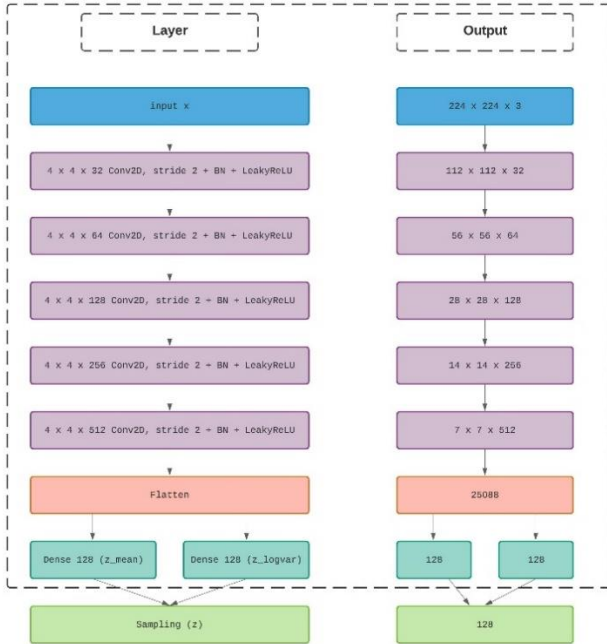 Layer
Output
input x
224 x 224 x 3
4 x 4 x 32 Conv2D, stride 2 + BN + LeakyReLU
112 x 112 x 32
4 x 4 x 64 Conv2D, stride 2 + BN + LeakyReLU
56 x 56 x 64
4 x 4 x 128 Conv2D, stride 2 + BN + LeakyReLU
28 x 28 x 128
4 x 4 x 256 Conv2D, stride 2 + BN + LeakyReLU
14 x 14 x 256
4 x 4 x 512 Conv2D, stride 2 + BN + LeakyReLU
7 x 7 x 512
Flatten
25088
Dense 128 (z_mean)
Dense 128 (z_logvar)
128
128
Sampling (z)
128